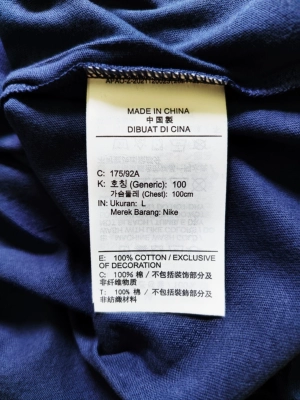 MADE IN CHINA
中国製
DIBUAT DI CINA
C: 175/92A
K: 호칭 (Generic): 100
가슴둘레 (Chest): 100cm
IN: Ukuran: L
Merek Barang: Nike
E: 100% COTTON / EXCLUSIVE
OF DECORATION
C: 100% 棉 / 不包括装饰部分及
非纤维物质
T: 100% 棉 / 不包括裝飾部分及
非紡織材料